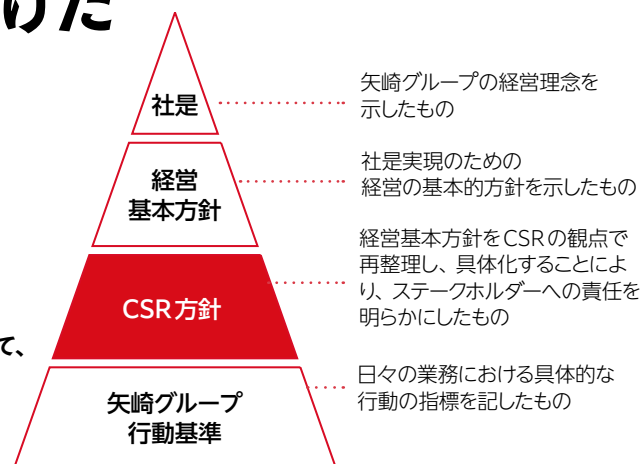 けた
社是
矢崎グループの経営理念を
示したもの
経営
基本方針
社是実現のための
経営の基本的方針を示したもの
CSR方針
経営基本方針をCSRの観点で
再整理し、具体化することによ
り、ステークホルダーへの責任を
明らかにしたもの
て、
矢崎グループ
行動基準
日々の業務における具体的な
行動の指標を記したもの